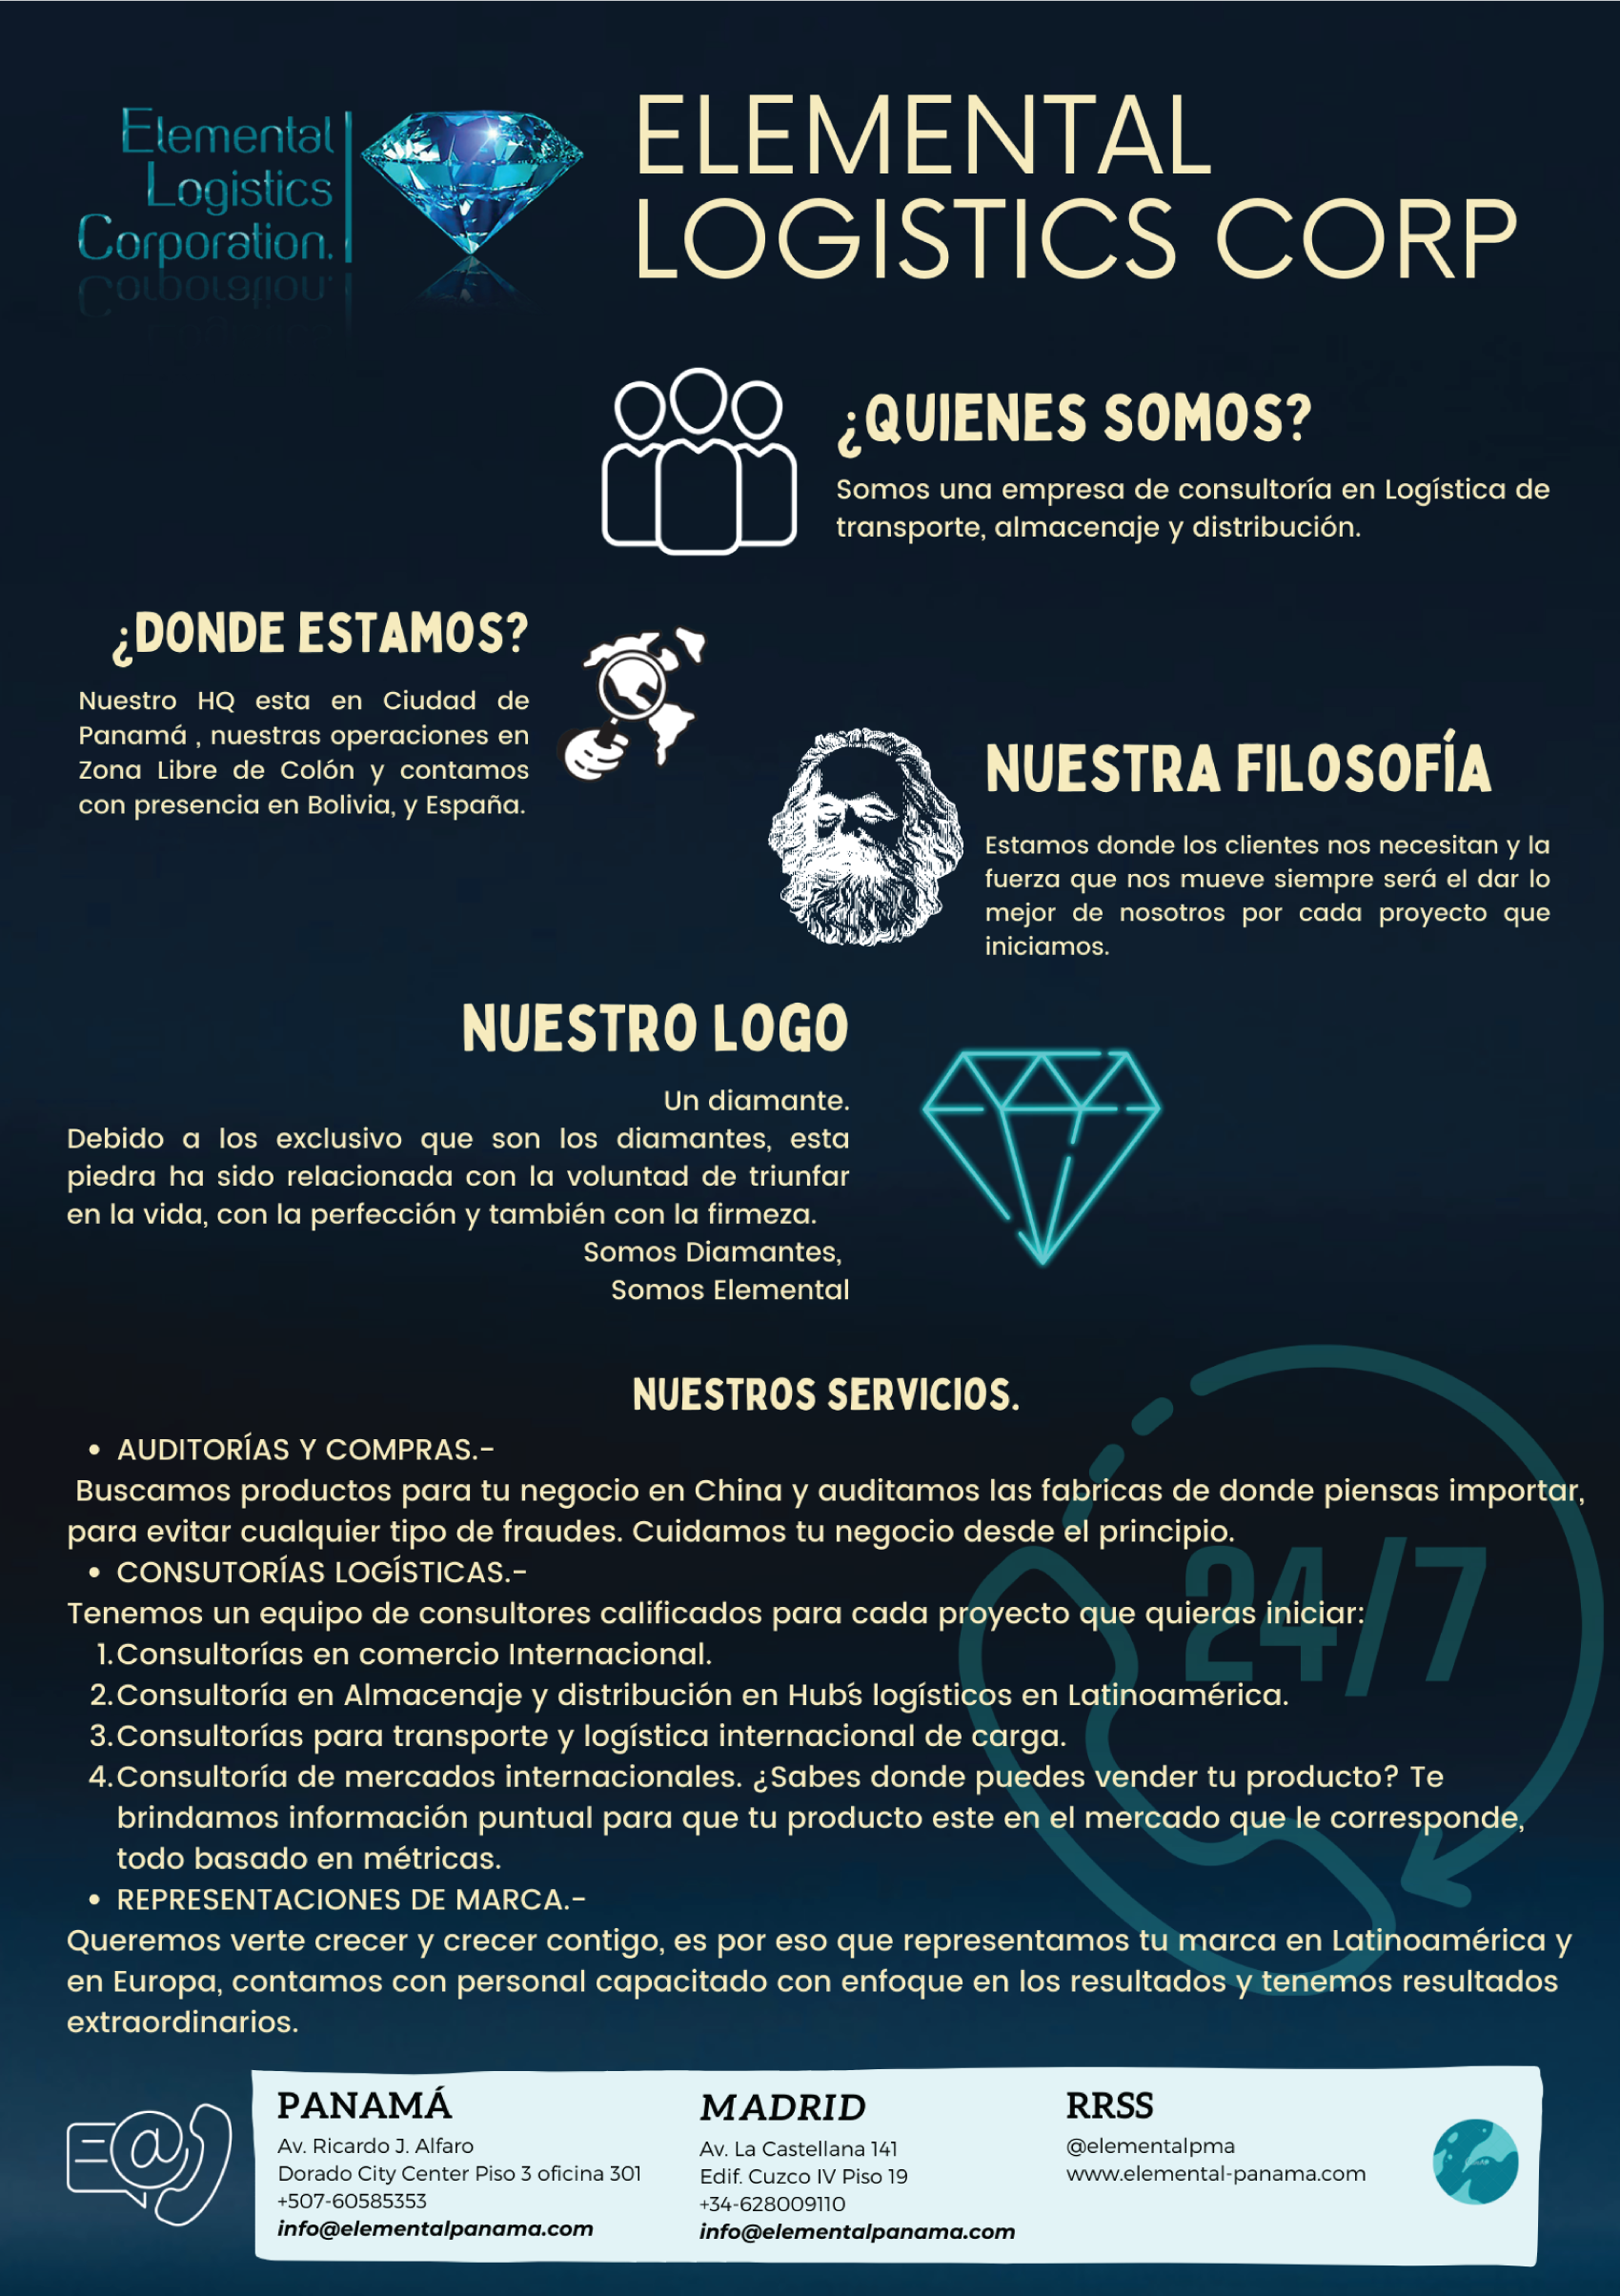 Elemental
Logistics
Corporation.
ELEMENTAL
LOGISTICS CORP
¿QUIENES SOMOS?
Somos una empresa de consultoría en Logística de
transporte, almacenaje y distribución.
¿DONDE ESTAMOS?
Nuestro HQ esta en Ciudad de
Panamá , nuestras operaciones en
Zona Libre de Colón y contamos
con presencia en Bolivia, y España.
NUESTRA FILOSOFÍA
Estamos donde los clientes nos necesitan y la
fuerza que nos mueve siempre será el dar lo
mejor de nosotros por cada proyecto que
iniciamos.
NUESTRO LOGO
Un diamante.
Debido a los exclusivo que son los diamantes, esta
piedra ha sido relacionada con la voluntad de triunfar
en la vida, con la perfección y también con la firmeza.
Somos Diamantes,
Somos Elemental
NUESTROS SERVICIOS.
• AUDITORÍAS Y COMPRAS.-
Buscamos productos para tu negocio en China y auditamos las fabricas de donde piensas importar,
para evitar cualquier tipo de fraudes. Cuidamos tu negocio desde el principio.
• CONSUTORÍAS LOGÍSTICAS.-
24/7
Tenemos un equipo de consultores calificados para cada proyecto que quieras iniciar:
1. Consultorías en comercio Internacional.
2. Consultoría en Almacenaje y distribución en Hub´s logísticos en Latinoamérica.
3. Consultorías para transporte y logística internacional de carga.
4. Consultoría de mercados internacionales. ¿Sabes donde puedes vender tu producto? Te
brindamos información puntual para que tu producto este en el mercado que le corresponde,
todo basado en métricas.
• REPRESENTACIONES DE MARCA.-
Queremos verte crecer y crecer contigo, es por eso que representamos tu marca en Latinoamérica y
en Europa, contamos con personal capacitado con enfoque en los resultados y tenemos resultados
extraordinarios.
@
PANAMÁ
Av. Ricardo J. Alfaro
Dorado City Center Piso 3 oficina 301
+507-60585353
info@elementalpanama.com
MADRID
Av. La Castellana 141
Edif. Cuzco IV Piso 19
+34-628009110
info@elementalpanama.com
RRSS
@elementalpma
www.elemental-panama.com